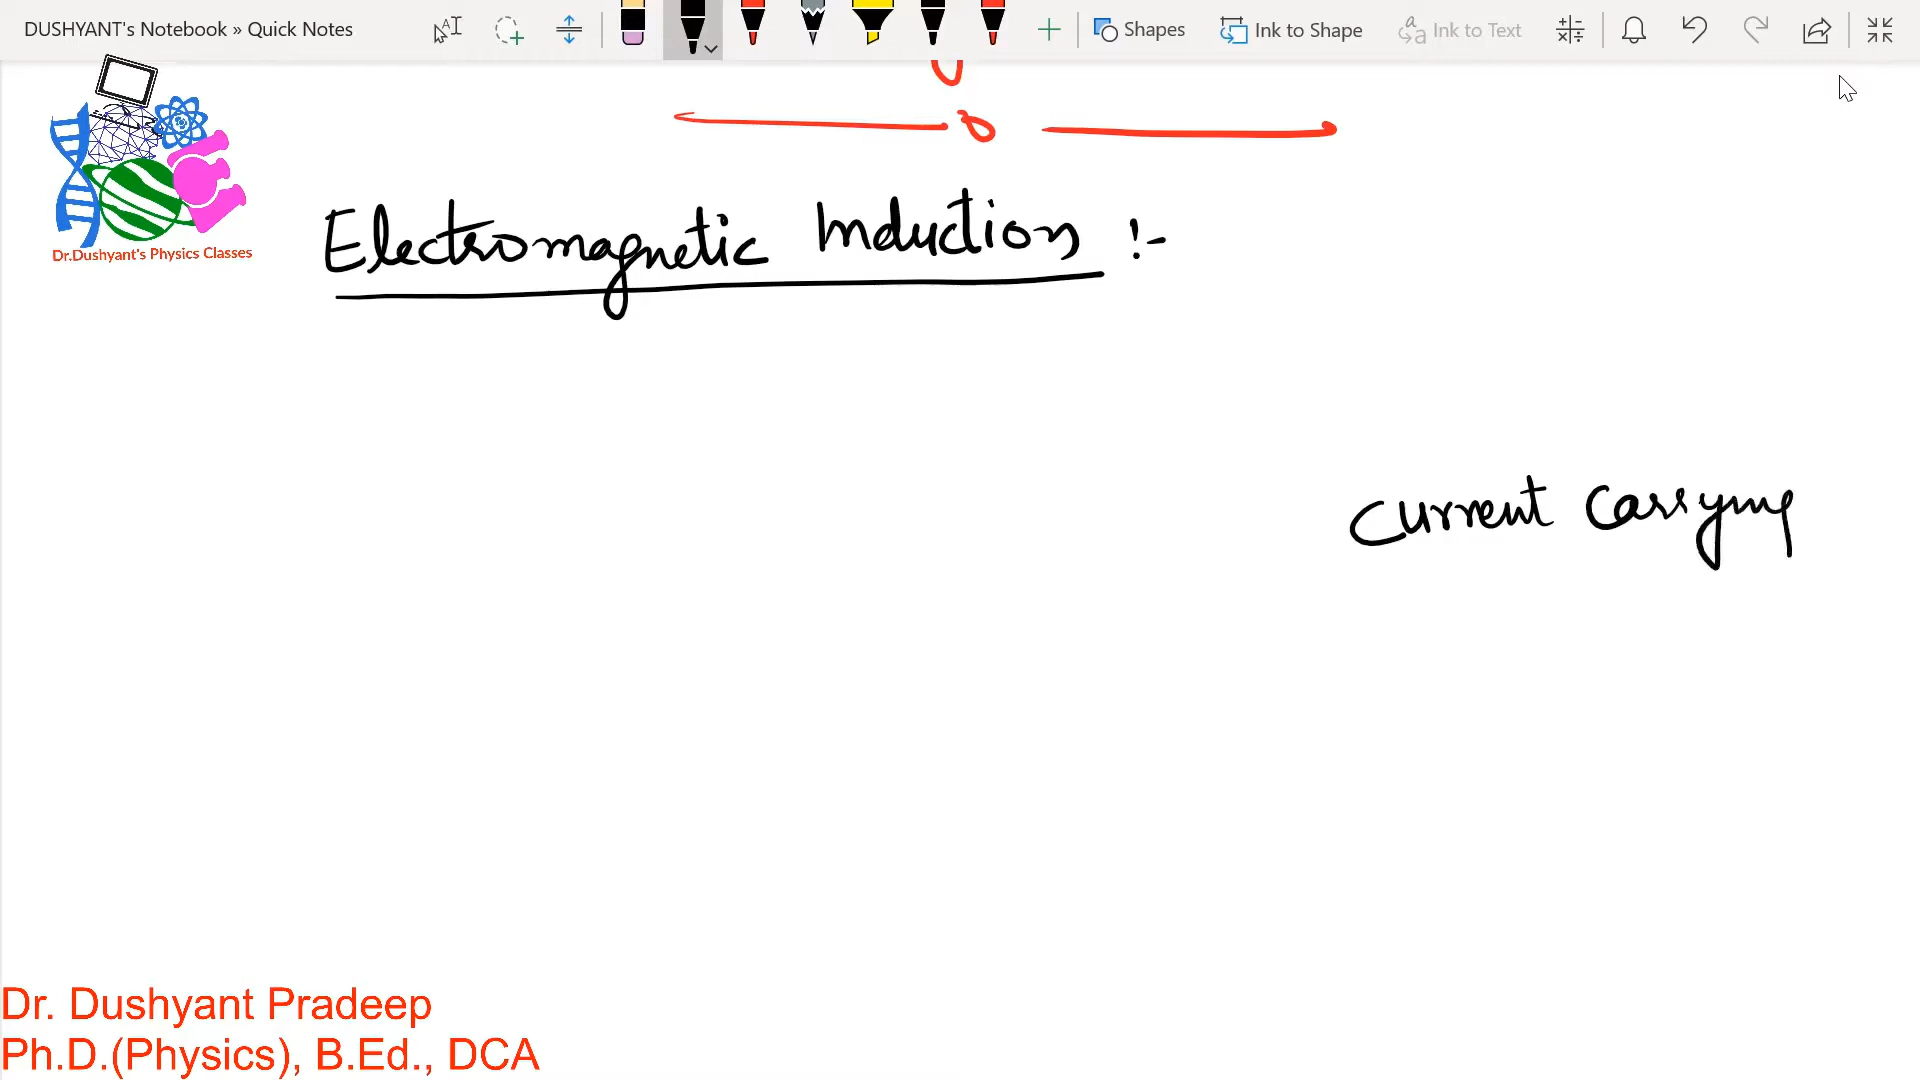 DUSHYANT's Notebook » Quick Notes
Shapes
Ink to Shape
Ink to Text
Dr.Dushyant's Physics Classes
Electromagnetic Induction :-
Current Carrying
Dr. Dushyant Pradeep
Ph.D.(Physics), B.Ed., DCA